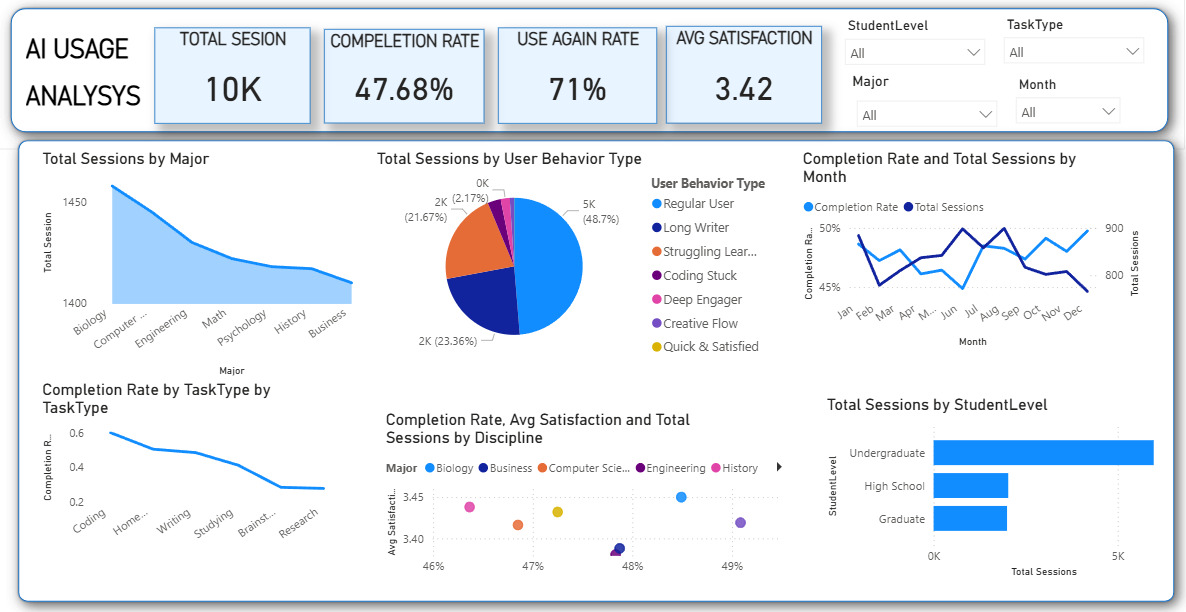 AI USAGE
ANALYSYS
TOTAL SESION
10K
COMPELETION RATE
47.68%
USE AGAIN RATE
71%
AVG SATISFACTION
3.42
StudentLevel
All
TaskType
All
Major
All
Month
All
Total Sessions by Major
Total Session
1450
1400
Biology
Computer ...
Engineering
Math
Psychology
History
Business
Major
Total Sessions by User Behavior Type
0K
(2.17%)
2K
(21.67%)
5K
(48.7%)
2K (23.36%)
User Behavior Type
Regular User
Long Writer
Struggling Lear...
Coding Stuck
Deep Engager
Creative Flow
Quick & Satisfied
Completion Rate and Total Sessions by
Month
Completion Rate
Total Sessions
Completion Ra...
50%
45%
900
800
Total Sessions
Jan
Feb
Mar
Apr
M...
Jun
Jul
Aug
Sep
Oct
Nov
Dec
Month
Completion Rate by TaskType by
TaskType
Completion R...
0.6
0.4
0.2
Coding
Home...
Writing
Studying
Brainst...
Research
Completion Rate, Avg Satisfaction and Total
Sessions by Discipline
Major Biology Business Computer Scie... Engineering History
Avg Satisfacti...
3.45
3.40
46%
47%
48%
49%
Total Sessions by StudentLevel
StudentLevel
Undergraduate
High School
Graduate
0K
5K
Total Sessions